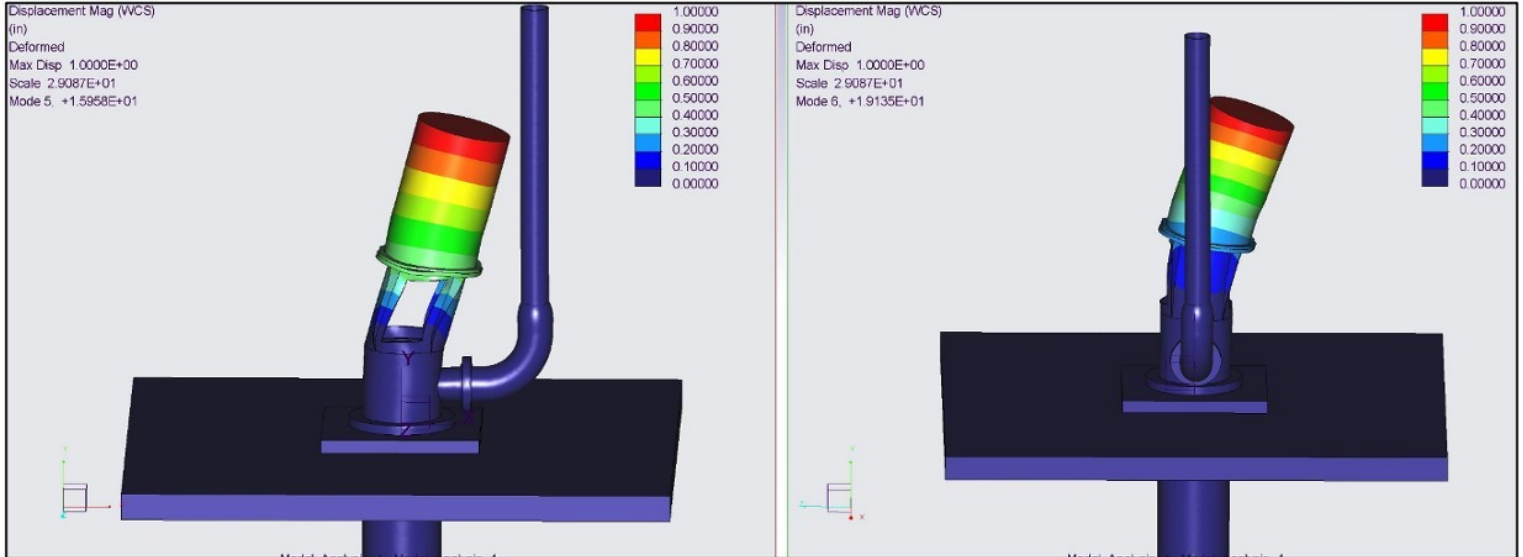 Displacement Mag (WCS)
(in)
Deformed
Max Disp 1.0000E+00
Scale 2.9087E+01
Mode 5, +1.5958E+01
1.00000
0.90000
0.80000
0.70000
0.60000
0.50000
0.40000
0.30000
0.20000
0.10000
0.00000
Y
X
Z
Displacement Mag (WCS)
(in)
Deformed
Max Disp 1.0000E+00
Scale 2.9087E+01
Mode 6, +1.9135E+01
1.00000
0.90000
0.80000
0.70000
0.60000
0.50000
0.40000
0.30000
0.20000
0.10000
0.00000